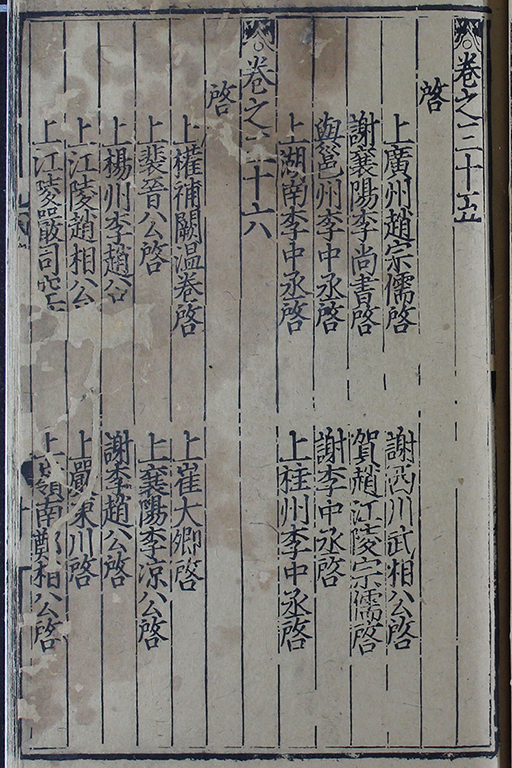 卷之三十五
啓
上廣州趙宗儒啓 謝西川武相公啓
謝襄陽李尚書啓 賀趙江陵宗儒啓
與邕州李中丞啓 謝李中丞啓
上湖南李中丞啓 上桂州李中丞啓
卷之三十六
啓
上權補闕温卷啓 上崔大卿啓
上裴晉公啓 上襄陽李凉公啓
上楊州李趙公 謝李趙公啓
上江陵趙相公 上嚴東川啓
上江陵嚴司空 上嶺南鄭相公啓